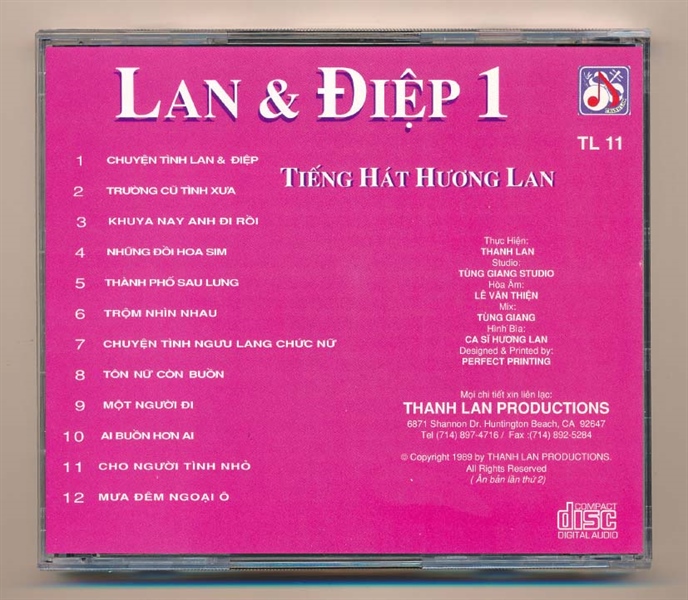 LAN & ĐIỆP 1
TL 11
TIẾNG HÁT HƯƠNG LAN
1 CHUYỆN TÌNH LAN & ĐIỆP
2 TRƯỜNG CŨ TÌNH XƯA
3 KHUYA NAY ANH ĐI RỒI
4 NHỮNG ĐỒI HOA SIM
5 THÀNH PHỐ SAU LƯNG
6 TRỘM NHÌN NHAU
7 CHUYỆN TÌNH NGƯU LANG CHỨC NỮ
8 TÔN NỮ CÒN BUỒN
9 MỘT NGƯỜI ĐI
10 AI BUỒN HƠN AI
11 CHO NGƯỜI TÌNH NHỎ
12 MƯA ĐÊM NGOẠI Ô
Thực Hiện:
THANH LAN
Studio:
TÙNG GIANG STUDIO
Hòa Âm:
LÊ VĂN THIỆN
Mix:
TÙNG GIANG
Hình Bìa:
CA SĨ HƯƠNG LAN
Designed & Printed by:
PERFECT PRINTING
Mọi chi tiết xin liên lạc:
THANH LAN PRODUCTIONS
6871 Shannon Dr. Huntington Beach, CA 92647
Tel (714) 897-4716 / Fax :(714) 892-5284
© Copyright 1989 by THANH LAN PRODUCTIONS.
All Rights Reserved
( Ấn bản lần thứ 2)
COMPACT
disc
DIGITAL AUDIO